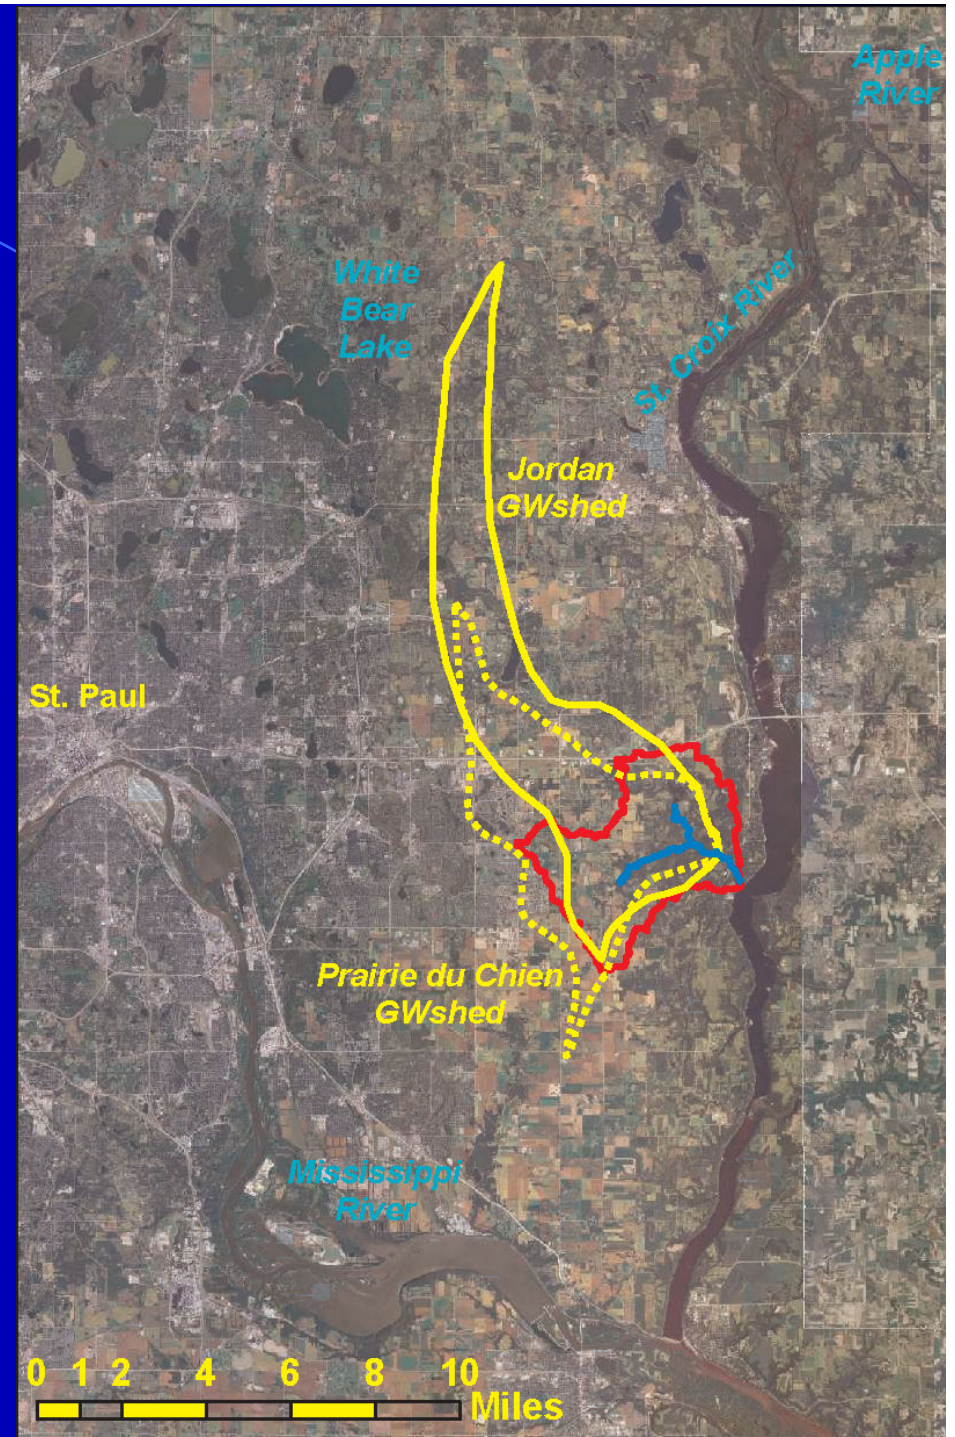 Apple
River
White
Bear
Lake
St. Croix River
Jordan
GWshed
St. Paul
Prairie du Chien
GWshed
Mississippi
River
0 1 2 4 6 8 10
Miles